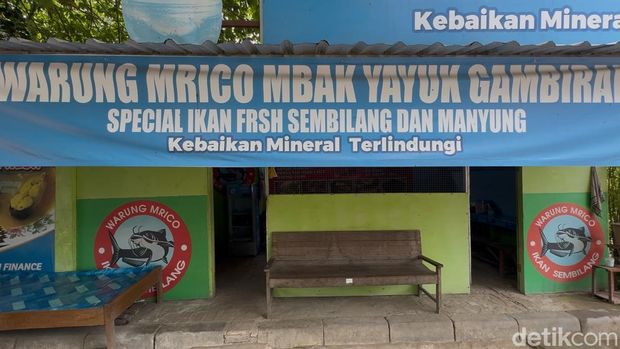 Kebaikan Mineral
WARUNG MRICO MBAK YAYUK GAMBIRAN
SPECIAL IKAN FRSH SEMBILANG DAN MANYUNG
Kebaikan Mineral Terlindungi
WARUNG MRICO
IKAN SEMBILANG
WARUNG MRICO
IKAN SEMBILANG
FINANCE
detikcom